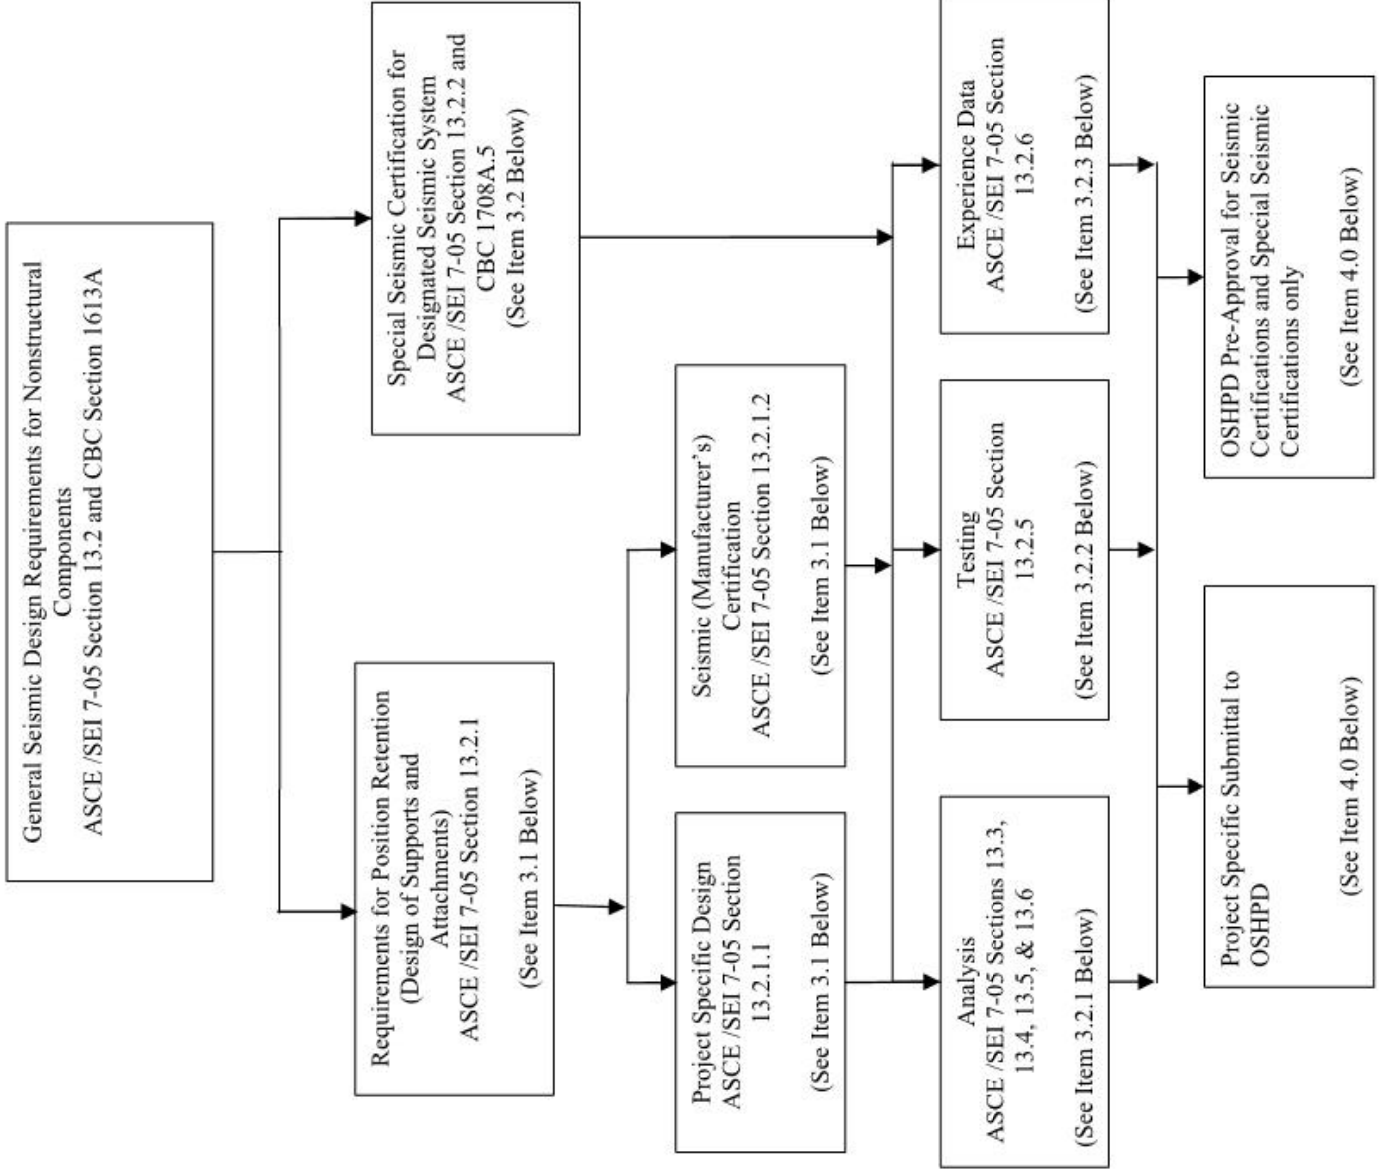 General Seismic Design Requirements for Nonstructural
Components
ASCE /SEI 7-05 Section 13.2 and CBC Section 1613A
Requirements for Position Retention
(Design of Supports and
Attachments)
ASCE /SEI 7-05 Section 13.2.1
(See Item 3.1 Below)
Special Seismic Certification for
Designated Seismic System
ASCE /SEI 7-05 Section 13.2.2 and
CBC 1708A.5
(See Item 3.2 Below)
Project Specific Design
ASCE /SEI 7-05 Section
13.2.1.1
(See Item 3.1 Below)
Seismic (Manufacturer's)
Certification
ASCE /SEI 7-05 Section 13.2.1.2
(See Item 3.1 Below)
Analysis
ASCE /SEI 7-05 Sections 13.3,
13.4, 13.5, & 13.6
(See Item 3.2.1 Below)
Testing
ASCE /SEI 7-05 Section
13.2.5
(See Item 3.2.2 Below)
Experience Data
ASCE /SEI 7-05 Section
13.2.6
(See Item 3.2.3 Below)
Project Specific Submittal to
OSHPD
(See Item 4.0 Below)
OSHPD Pre-Approval for Seismic
Certifications and Special Seismic
Certifications only
(See Item 4.0 Below)